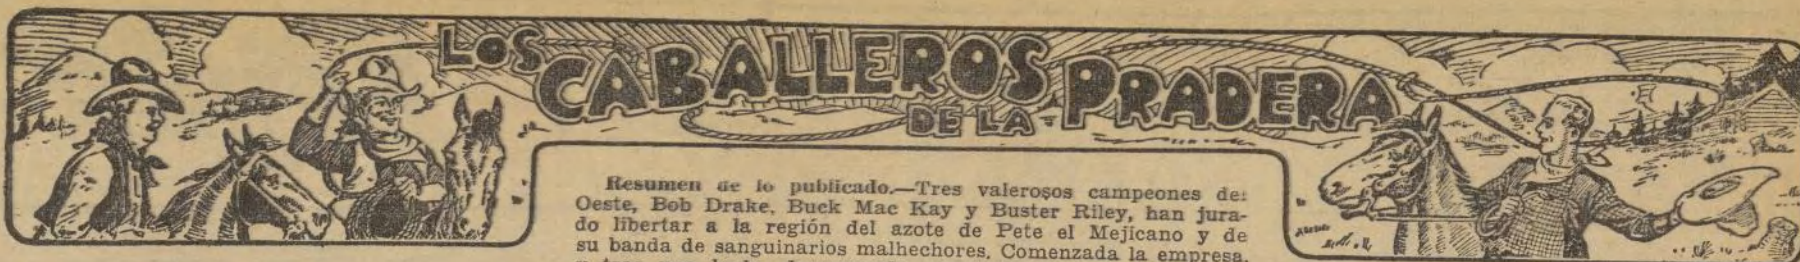 LOS
CABALLEROS
DE LA PRADERA
Resumen de lo publicado.—Tres valerosos campeones del
Oeste, Bob Drake, Buck Mac Kay y Buster Riley, han jura-
do libertar a la región del azote de Pete el Mejicano y de
su banda de sanguinarios malhechores. Comenzada la empresa,